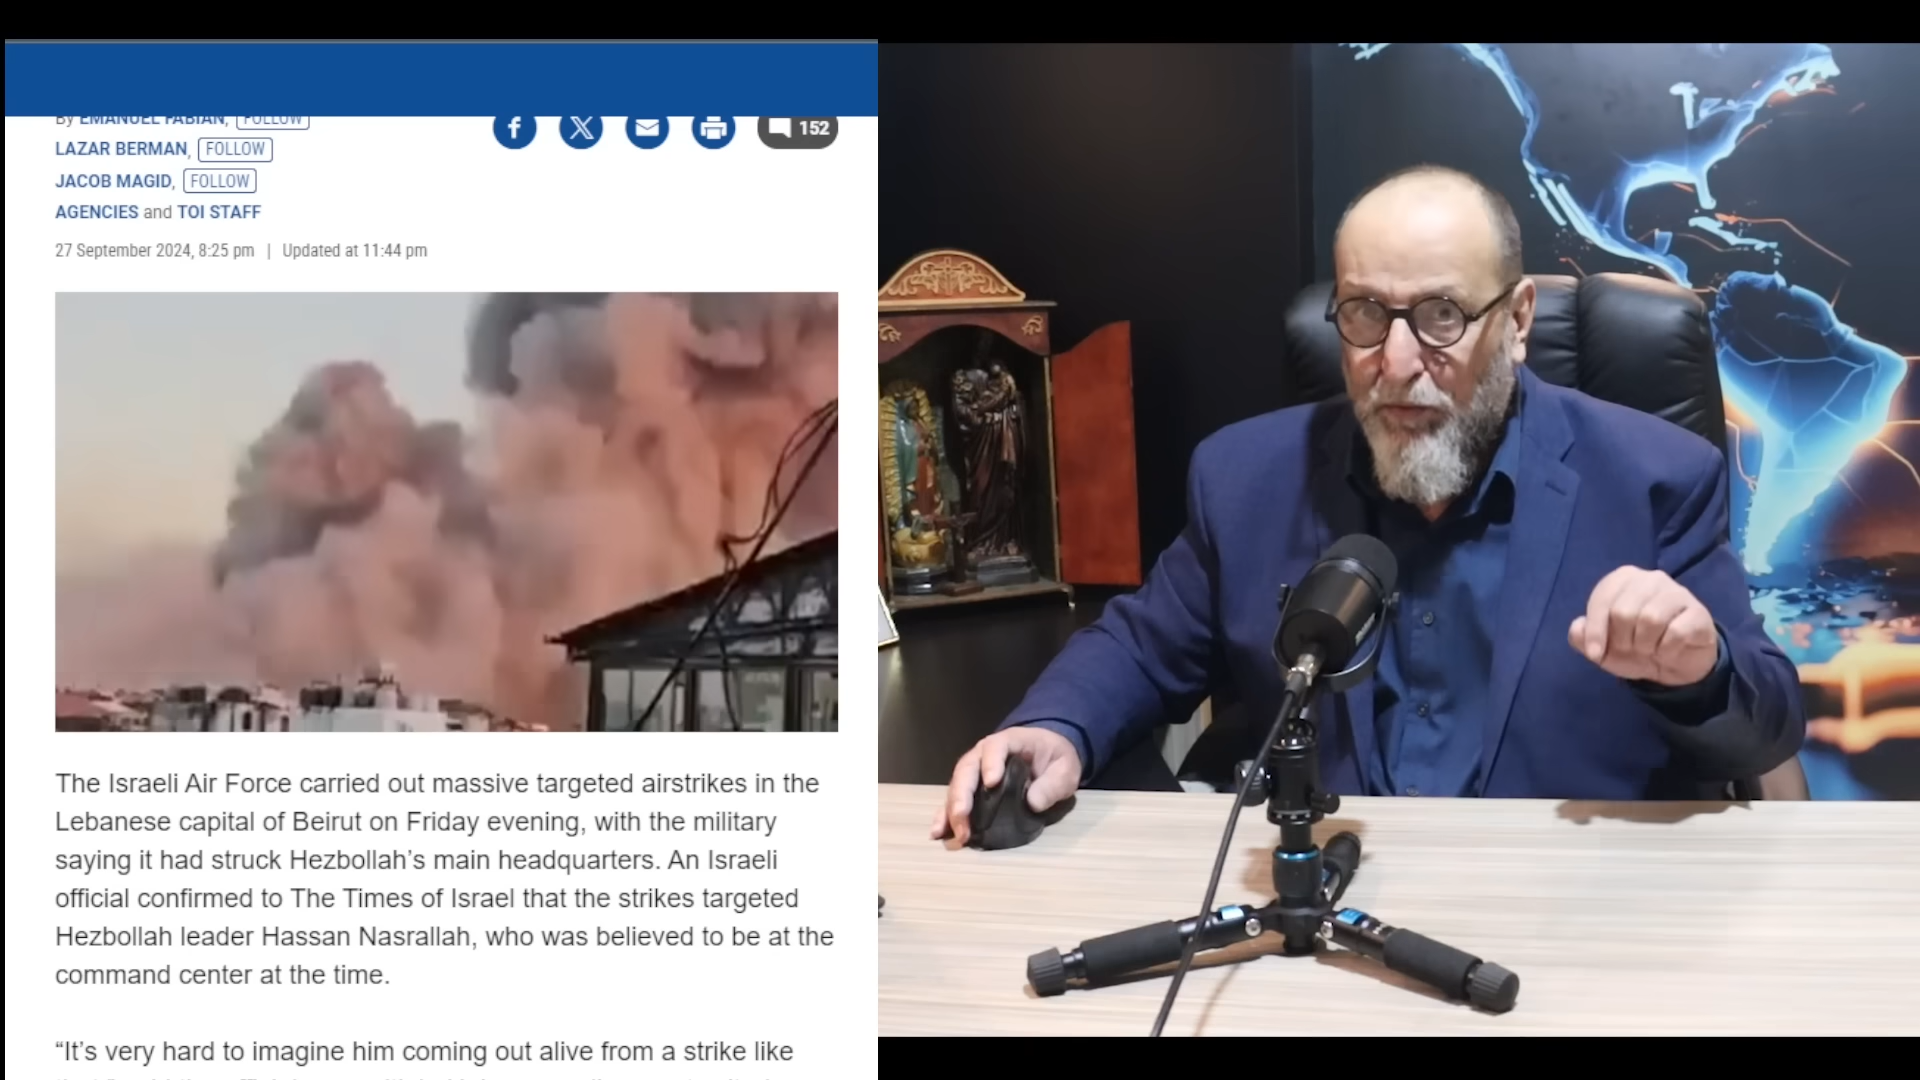 By EMANUEL FABIAN, FOLLOW
LAZAR BERMAN, FOLLOW
JACOB MAGID, FOLLOW
AGENCIES and TOI STAFF
152
27 September 2024, 8:25 pm | Updated at 11:44 pm
The Israeli Air Force carried out massive targeted airstrikes in the
Lebanese capital of Beirut on Friday evening, with the military
saying it had struck Hezbollah’s main headquarters. An Israeli
official confirmed to The Times of Israel that the strikes targeted
Hezbollah leader Hassan Nasrallah, who was believed to be at the
command center at the time.
“It’s very hard to imagine him coming out alive from a strike like